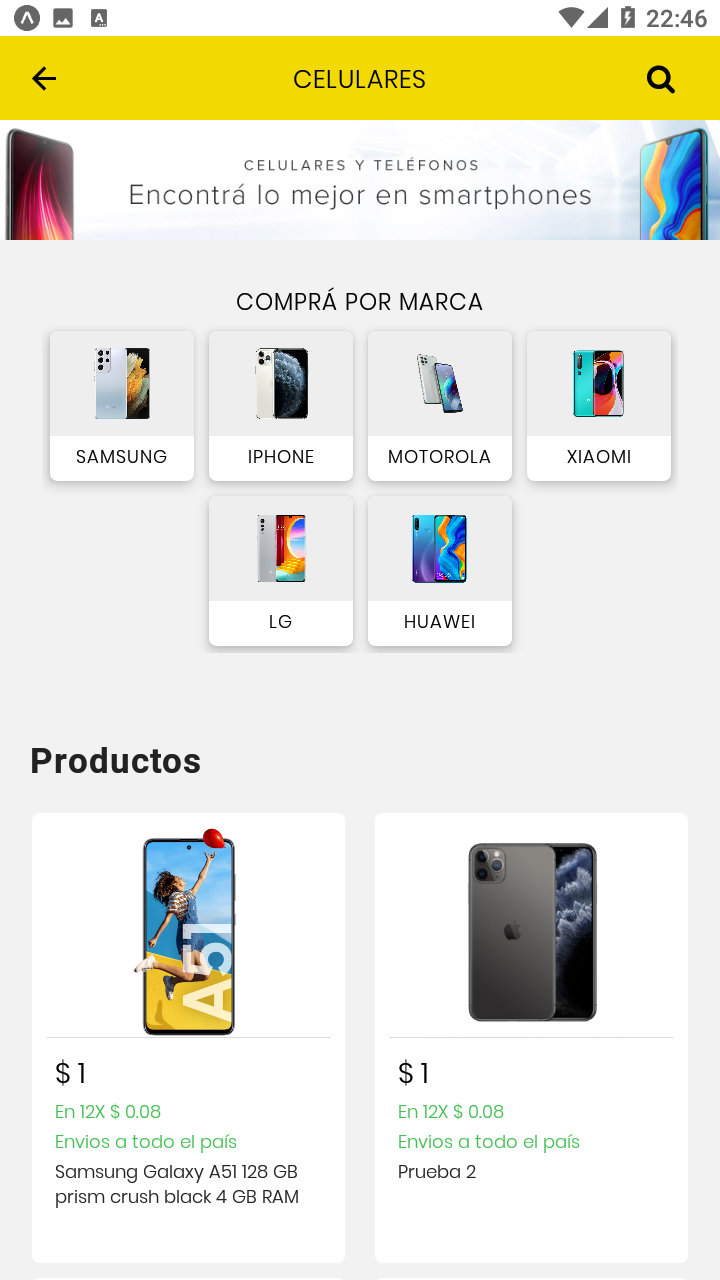 22:46
CELULARES
CELULARES Y TELÉFONOS
Encontrá lo mejor en smartphones
COMPRÁ POR MARCA
SAMSUNG
IPHONE
MOTOROLA
XIAOMI
LG
HUAWEI
Productos
A51
$ 1
En 12X $ 0.08
Envios a todo el país
Samsung Galaxy A51 128 GB
prism crush black 4 GB RAM
$ 1
En 12X $ 0.08
Envios a todo el país
Prueba 2